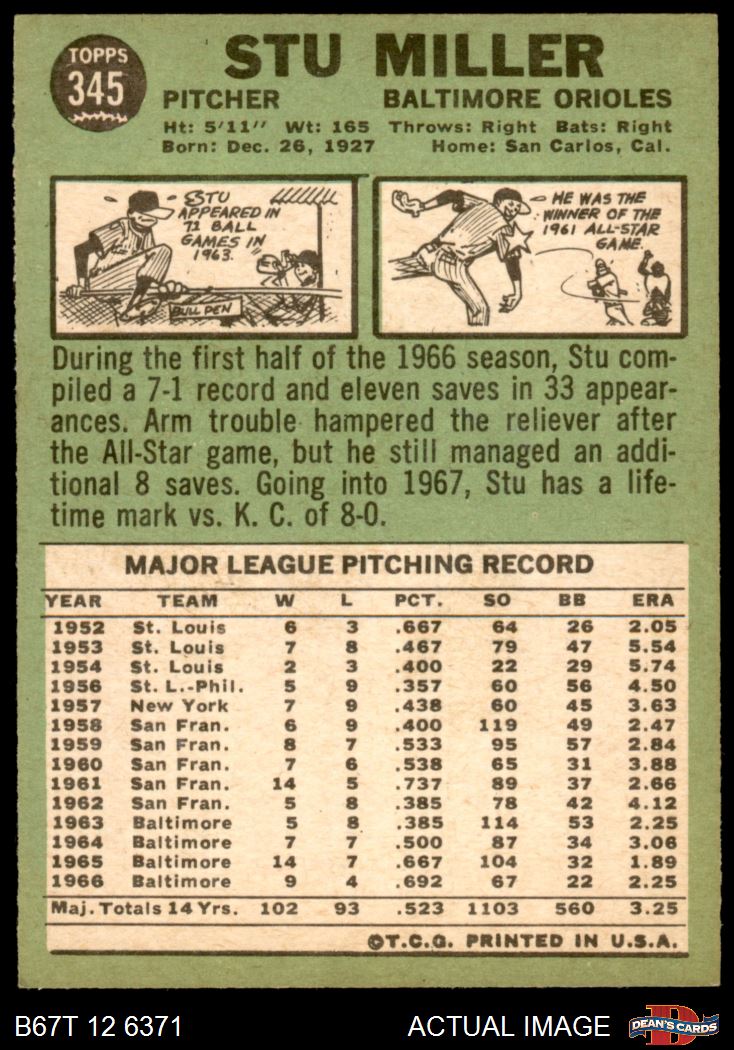 TOPPS
345
STU MILLER
PITCHER BALTIMORE ORIOLES
Ht: 5'11" Wt: 165 Throws: Right Bats: Right
Born: Dec. 26, 1927 Home: San Carlos, Cal.
STU
APPEARED IN
71 BALL
GAMES IN
1963.
BULL PEN
HE WAS THE
WINNER OF THE
1961 ALL-STAR
GAME.
During the first half of the 1966 season, Stu com-
piled a 7-1 record and eleven saves in 33 appear-
ances. Arm trouble hampered the reliever after
the All-Star game, but he still managed an addi-
tional 8 saves. Going into 1967, Stu has a life-
time mark vs. K. C. of 8-0.
MAJOR LEAGUE PITCHING RECORD
YEAR TEAM W L PCT. SO BB ERA
1952 St. Louis 6 3 .667 64 26 2.05
1953 St. Louis 7 8 .467 79 47 5.54
1954 St. Louis 2 3 .400 22 29 5.74
1956 St. L.-Phil. 5 9 .357 60 56 4.50
1957 New York 7 9 .438 60 45 3.63
1958 San Fran. 6 9 .400 119 49 2.47
1959 San Fran. 8 7 .533 95 57 2.84
1960 San Fran. 7 6 .538 65 31 3.88
1961 San Fran. 14 5 .737 89 37 2.66
1962 San Fran. 5 8 .385 78 42 4.12
1963 Baltimore 5 8 .385 114 53 2.25
1964 Baltimore 7 7 .500 87 34 3.06
1965 Baltimore 14 7 .667 104 32 1.89
1966 Baltimore 9 4 .692 67 22 2.25
Maj. Totals 14 Yrs. 102 93 .523 1103 560 3.25
©T.C.G. PRINTED IN U.S.A.
B67T 12 6371 ACTUAL IMAGE
D
DEAN'S CARDS